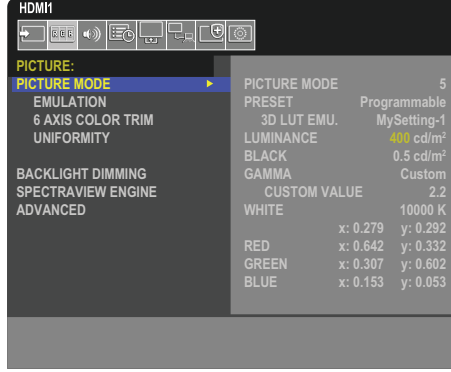 HDMI1
RGB
PICTURE:
PICTURE MODE
EMULATION
6 AXIS COLOR TRIM
UNIFORMITY
BACKLIGHT DIMMING
SPECTRAVIEW ENGINE
ADVANCED
PICTURE MODE 5
PRESET Programmable
3D LUT EMU. MySetting-1
LUMINANCE 400 cd/m²
BLACK 0.5 cd/m²
GAMMA Custom
CUSTOM VALUE 2.2
WHITE 10000 K
x: 0.279 y: 0.292
RED x: 0.642 y: 0.332
GREEN x: 0.307 y: 0.602
BLUE x: 0.153 y: 0.053